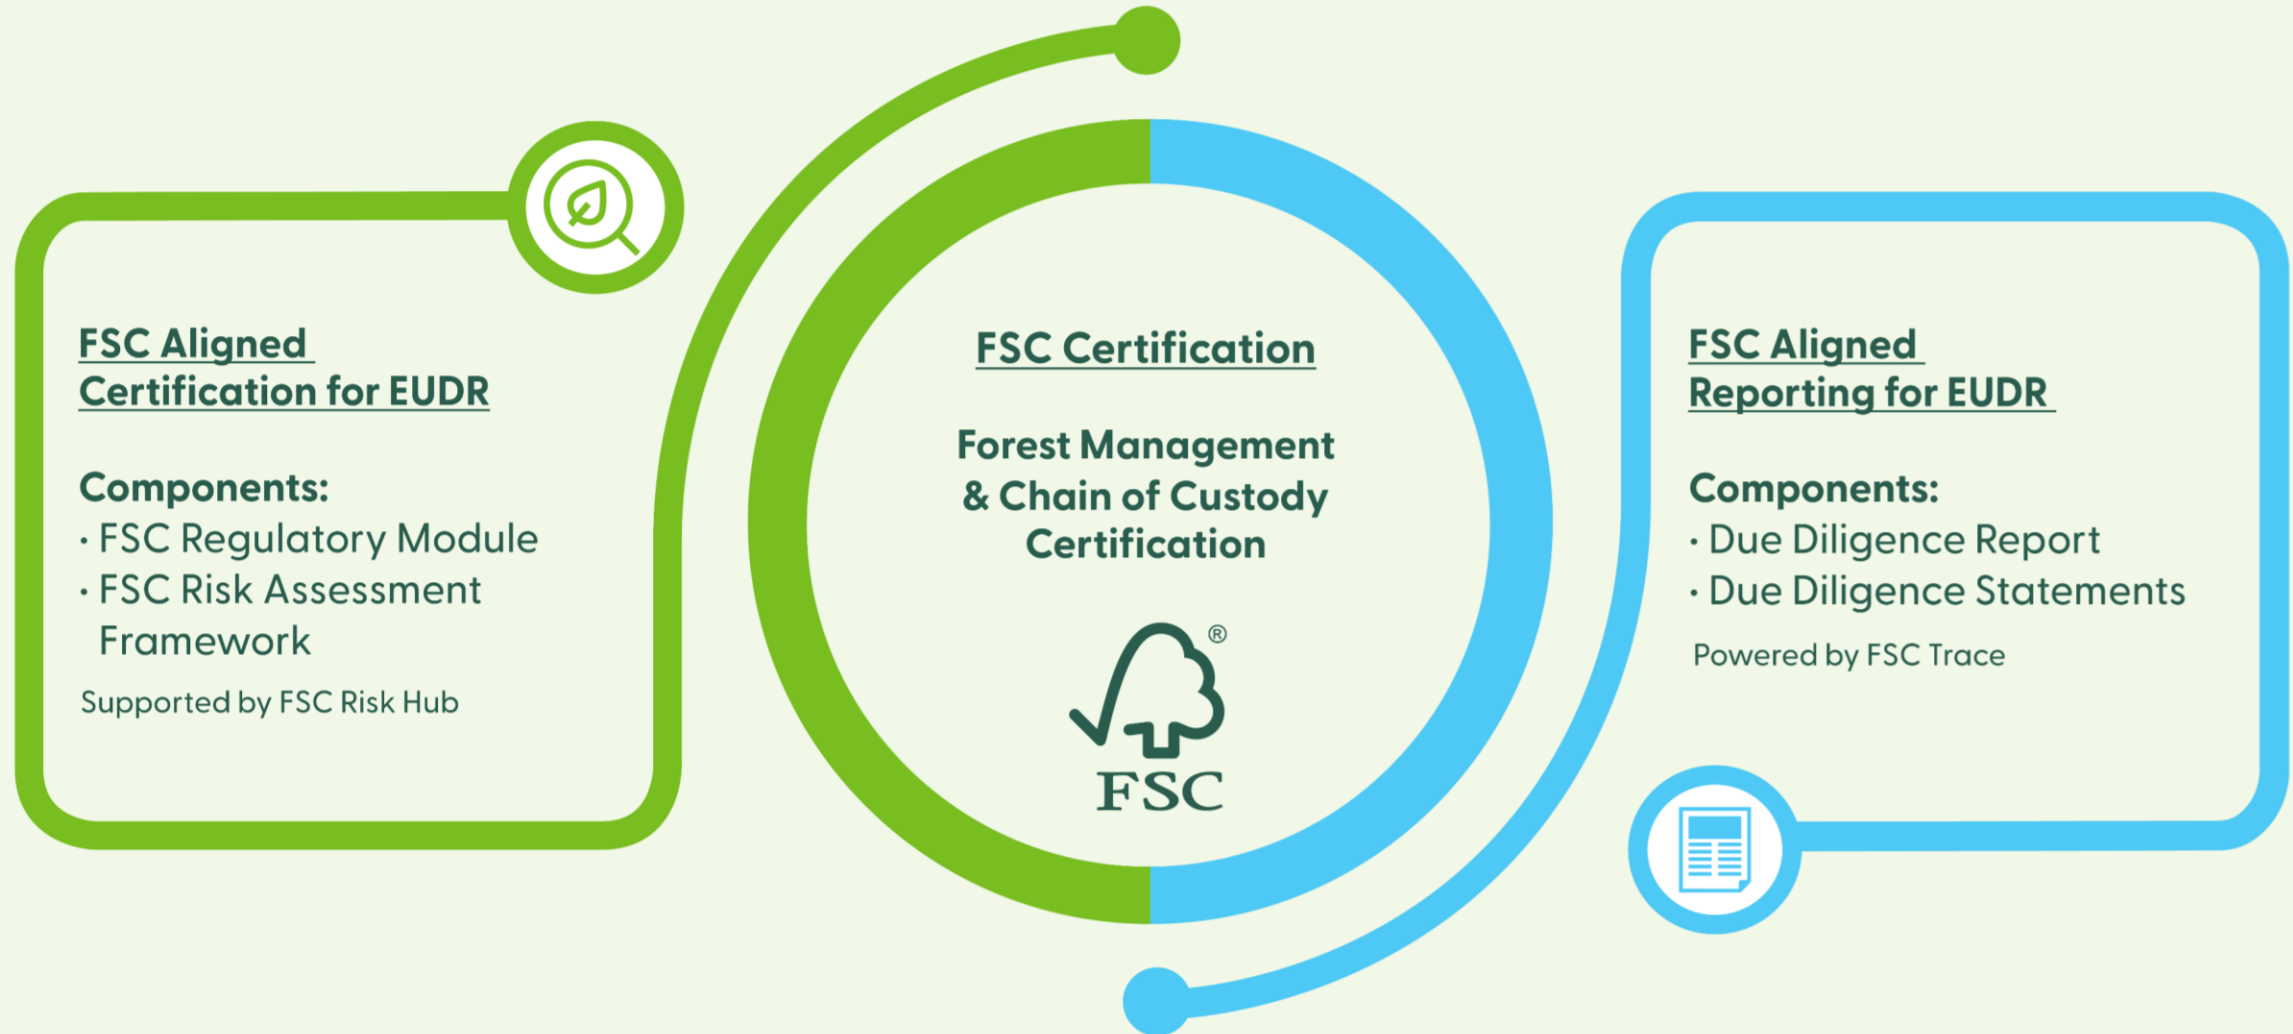 FSC Aligned
Certification for EUDR
Components:
· FSC Regulatory Module
· FSC Risk Assessment
Framework
Supported by FSC Risk Hub
FSC Certification
Forest Management
& Chain of Custody
Certification
®
FSC
FSC Aligned
Reporting for EUDR
Components:
· Due Diligence Report
· Due Diligence Statements
Powered by FSC Trace